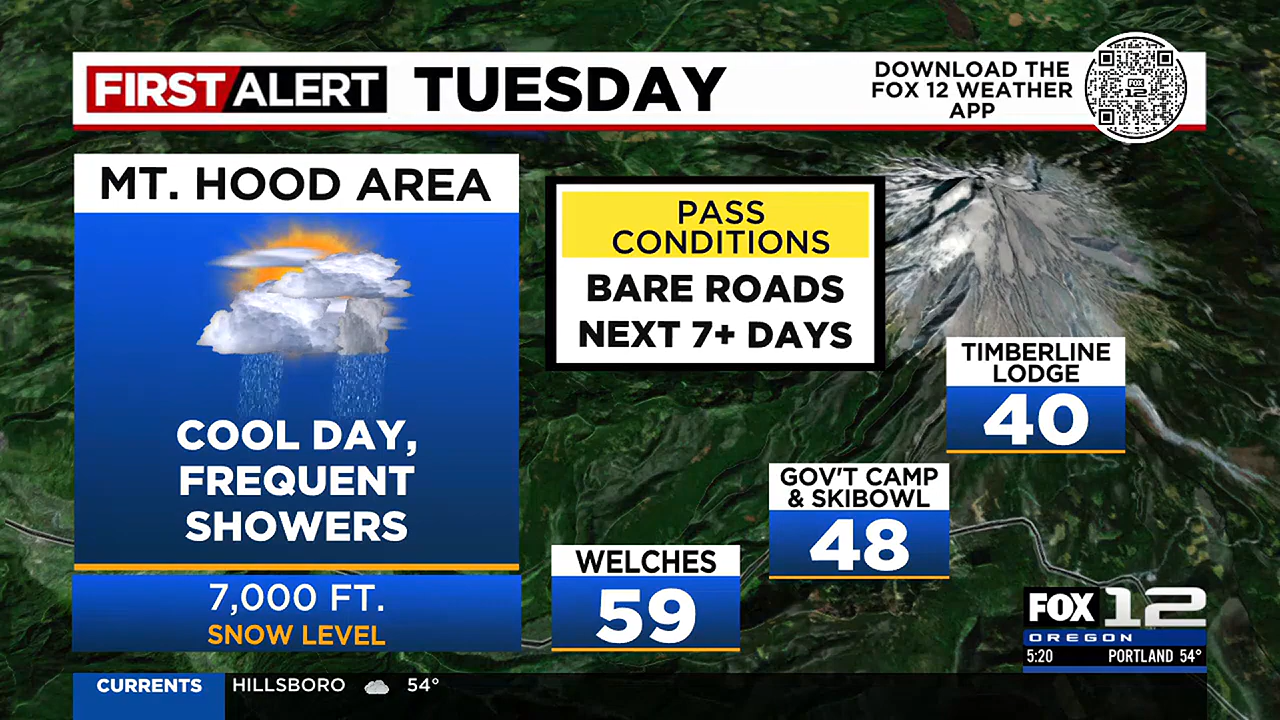 FIRST ALERT TUESDAY
DOWNLOAD THE
FOX 12 WEATHER
APP
FOX
12
MT. HOOD AREA
COOL DAY,
FREQUENT
SHOWERS
7,000 FT.
SNOW LEVEL
PASS
CONDITIONS
BARE ROADS
NEXT 7+ DAYS
TIMBERLINE
LODGE
40
GOV'T CAMP
& SKIBOWL
48
WELCHES
59
FOX 12
OREGON
5:20 PORTLAND 54°
CURRENTS HILLSBORO 54°